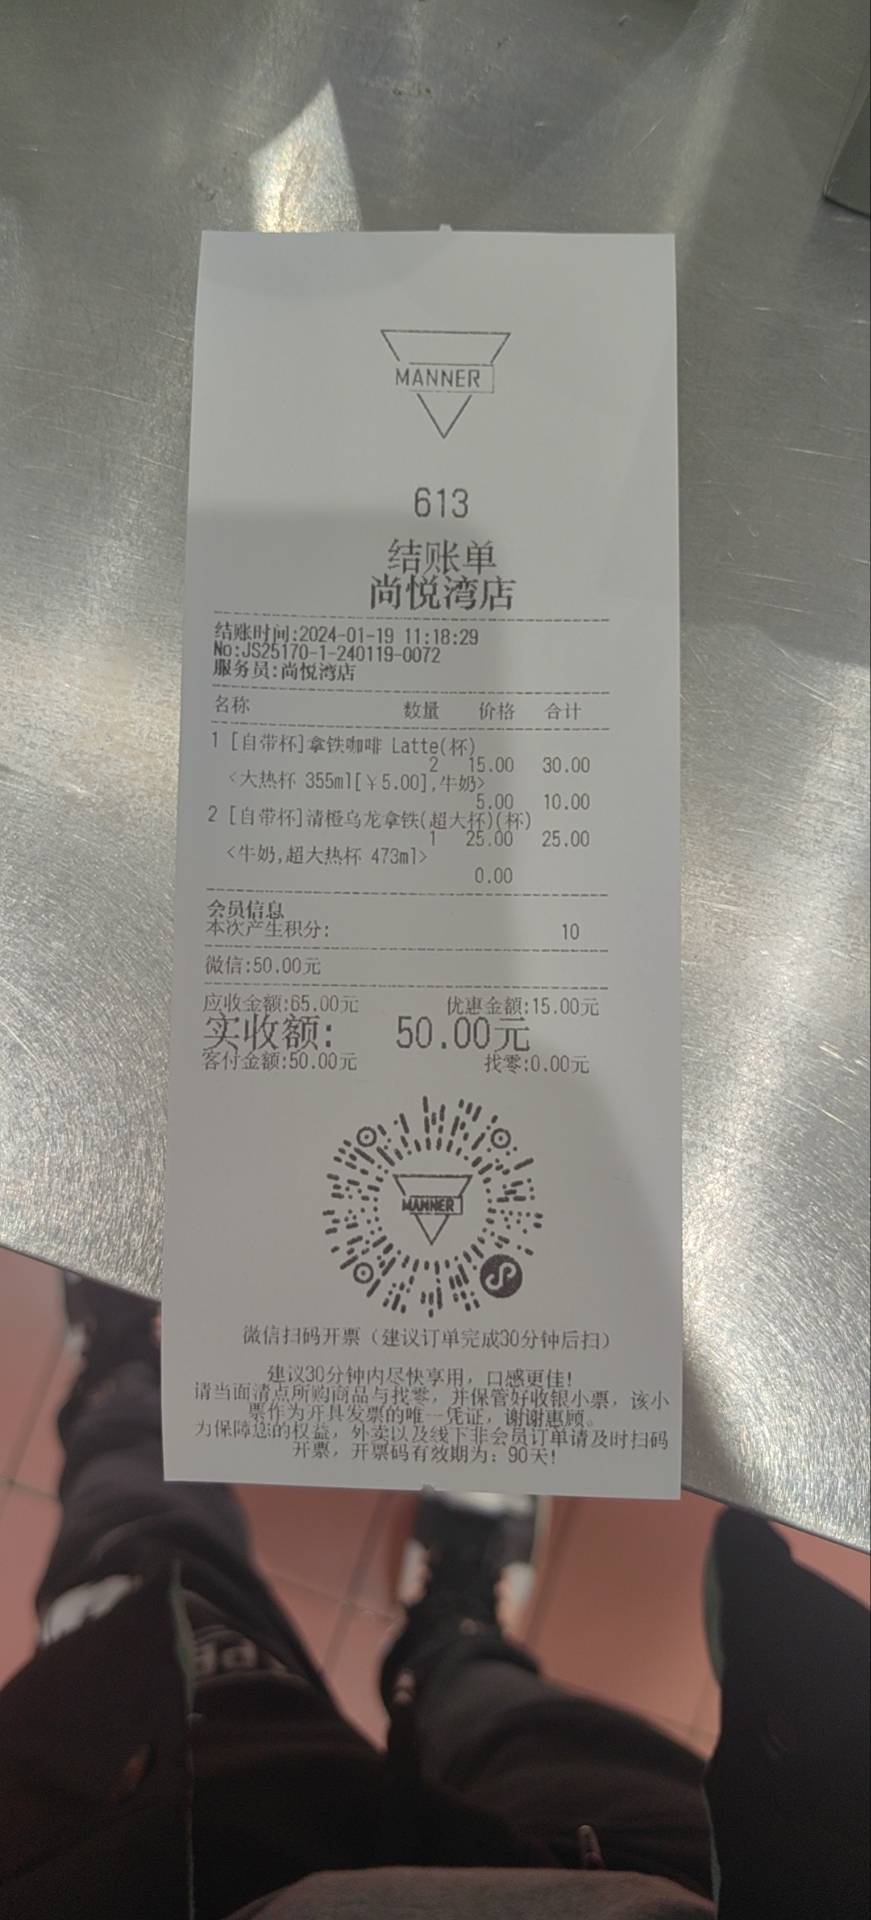 MANNER
613
结账单
尚悦湾店
结账时间:2024-01-19 11:18:29
No:JS25170-1-240119-0072
服务员:尚悦湾店
名称 数量 价格 合计
1 [自带杯]拿铁咖啡 Latte(杯)
2 15.00 30.00
<大热杯 355ml[￥5.00],牛奶>
5.00 10.00
2 [自带杯]清橙乌龙拿铁(超大杯)(杯)
1 25.00 25.00
<牛奶,超大热杯 473ml>
0.00
会员信息
本次产生积分: 10
微信:50.00元
应收金额:65.00元 优惠金额:15.00元
实收额: 50.00元
客付金额:50.00元 找零:0.00元
MANNER
微信扫码开票（建议订单完成30分钟后扫）
建议30分钟内尽快享用，口感更佳!
请当面清点所购商品与找零，并保管好收银小票，该小
票作为开具发票的唯一凭证，谢谢惠顾。
为保障您的权益，外卖以及线下非会员订单请及时扫码
开票，开票码有效期为：90天!